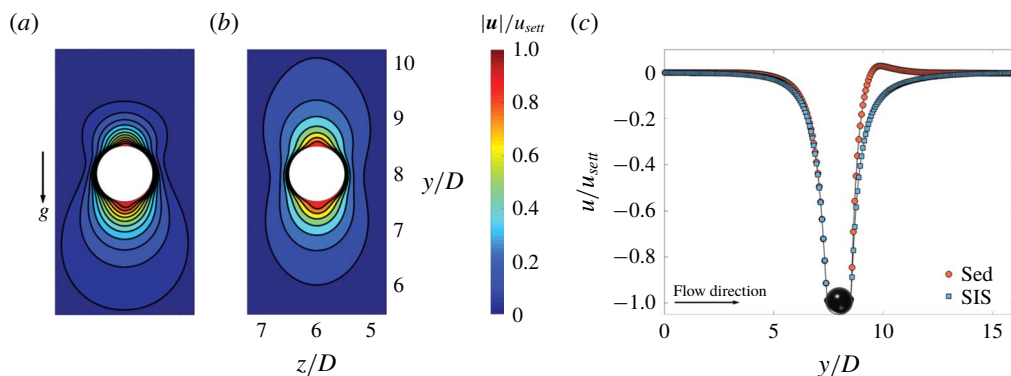 (a)
(b)
|u|/u_sett
(c)
g
10
9
8
7
6
y/D
7 6 5
z/D
1.0
0.8
0.6
0.4
0.2
0
u/u_sett
0
−0.2
−0.4
−0.6
−0.8
−1.0
Sed
SIS
Flow direction
0 5 10 15
y/D